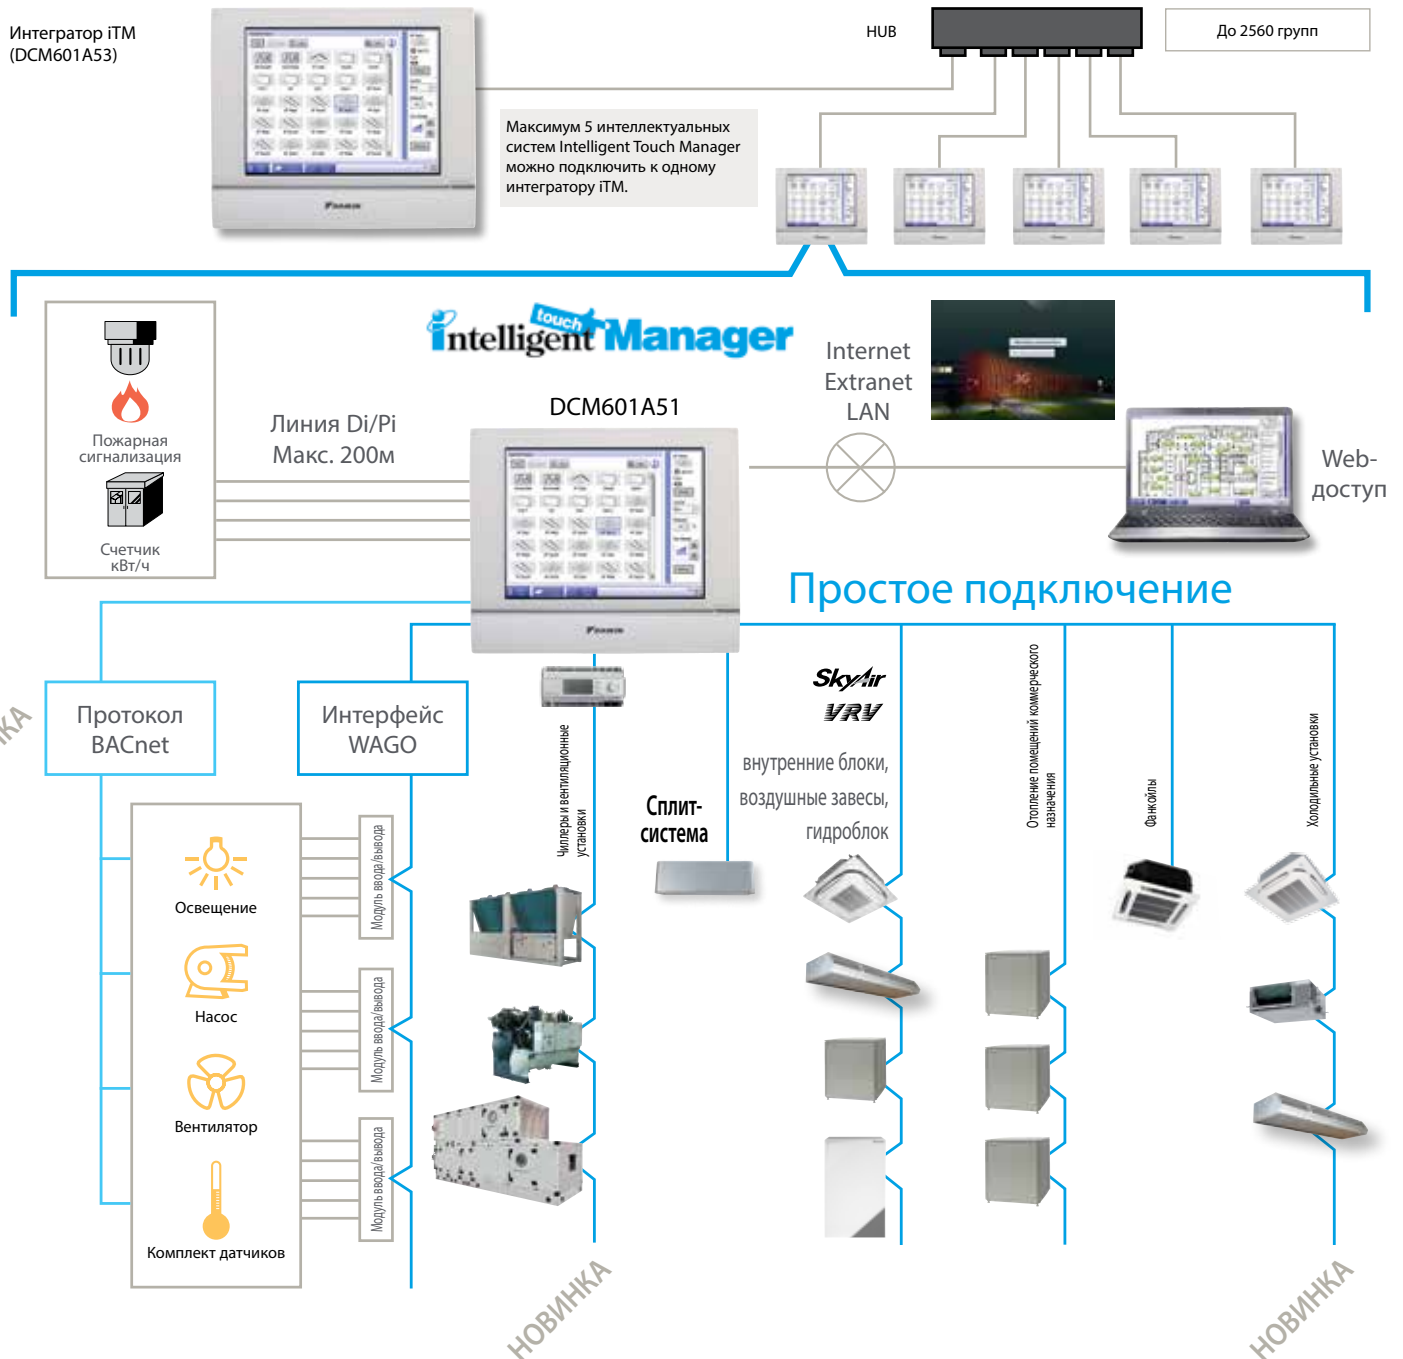 Интегратор iTM
(DCM601A53)
HUB
До 2560 групп
Максимум 5 интеллектуальных
систем Intelligent Touch Manager
можно подключить к одному
интегратору iTM.
DAIKIN
intelligent touch Manager
Пожарная
сигнализация
Счетчик
кВт/ч
Линия Di/Pi
Макс. 200м
DCM601A51
Internet
Extranet
LAN
Web-
доступ
DAIKIN
Простое подключение
Протокол
BACnet
Интерфейс
WAGO
Освещение
Насос
Вентилятор
Комплект датчиков
Модуль ввода/вывода
Модуль ввода/вывода
Модуль ввода/вывода
Чиллеры и вентиляционные
установки
Сплит-
система
SkyAir
VRV
внутренние блоки,
воздушные завесы,
гидроблок
Отопление помещений коммерческого
назначения
Фанкойлы
Холодильные установки
НОВИНКА
НОВИНКА